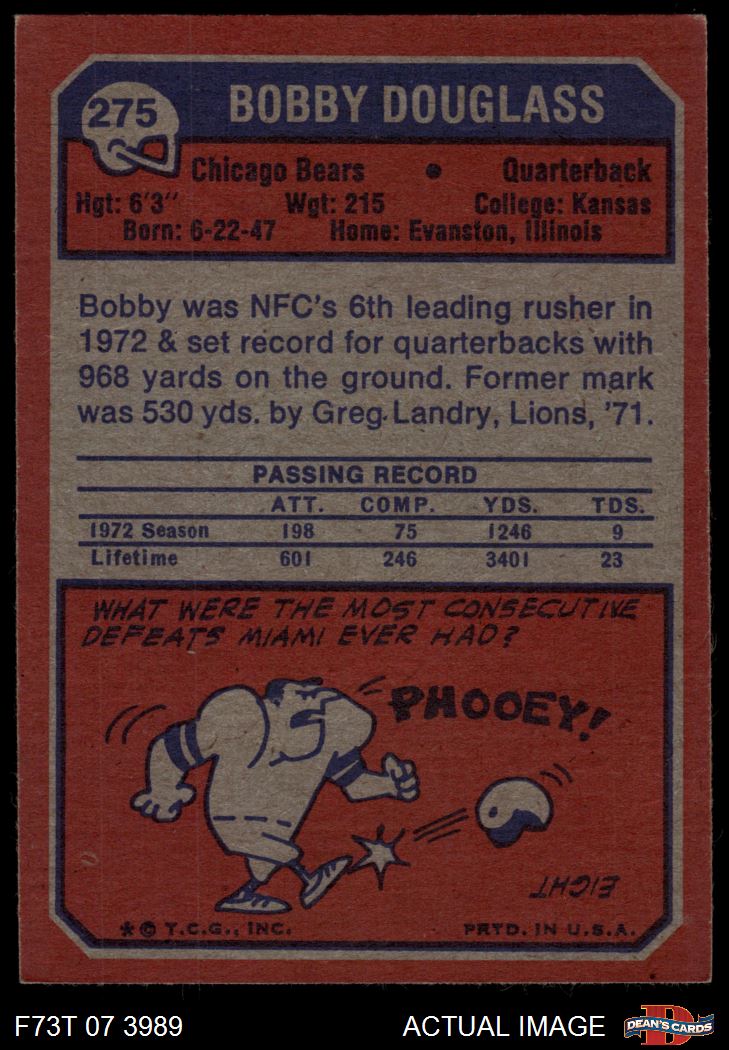 275
BOBBY DOUGLASS
Chicago Bears • Quarterback
Hgt: 6'3" Wgt: 215 College: Kansas
Born: 6-22-47 Home: Evanston, Illinois
Bobby was NFC's 6th leading rusher in
1972 & set record for quarterbacks with
968 yards on the ground. Former mark
was 530 yds. by Greg Landry, Lions, '71.
PASSING RECORD
ATT. COMP. YDS. TDS.
1972 Season 198 75 1246 9
Lifetime 601 246 3401 23
WHAT WERE THE MOST CONSECUTIVE
DEFEATS MIAMI EVER HAD?
PHOOEY!
EIGHT
*© T.C.G., INC. PRTD. IN U.S.A.
F73T 07 3989 ACTUAL IMAGE
D
DEAN'S CARDS